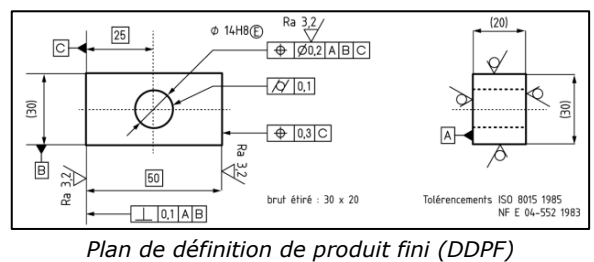 Ra 3,2
(20)
25
ϕ 14H8Ⓔ
C
⌖ Ø0,2 A B C
⌭ 0,1
(30)
(30)
A
⌖ 0,3 C
B
Ra 3,2
Ra 3,2
50
brut étiré : 30 x 20
Tolérencements ISO 8015 1985
NF E 04-552 1983
⊥ 0,1 A B
Plan de définition de produit fini (DDPF)